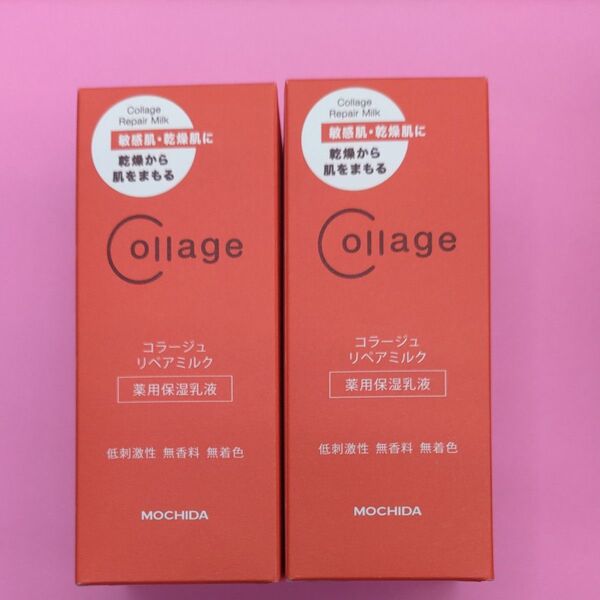 Collage
Repair Milk
敏感肌・乾燥肌に
乾燥から
肌をまもる
Collage
コラージュ
リペアミルク
薬用保湿乳液
低刺激性 無香料 無着色
MOCHIDA
Collage
Repair Milk
敏感肌・乾燥肌に
乾燥から
肌をまもる
Collage
コラージュ
リペアミルク
薬用保湿乳液
低刺激性 無香料 無着色
MOCHIDA